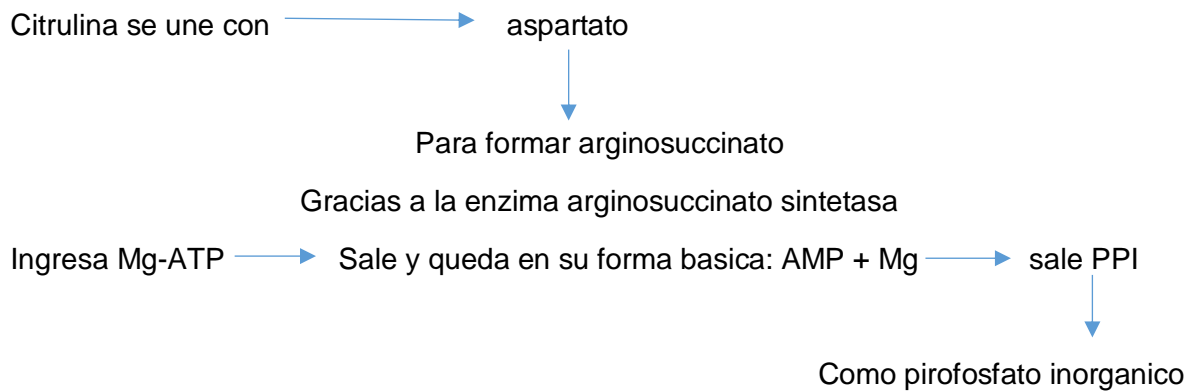 Citrulina se une con aspartato
Para formar arginosuccinato
Gracias a la enzima arginosuccinato sintetasa
Ingresa Mg-ATP Sale y queda en su forma basica: AMP + Mg sale PPI
Como pirofosfato inorganico